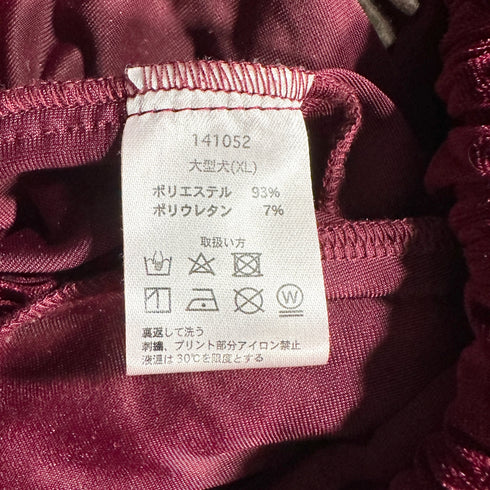 141052
大型犬(XL)
ポリエステル 93%
ポリウレタン 7%
取扱い方
W
裏返して洗う
刺繍、プリント部分アイロン禁止
液温は30℃を限度とする